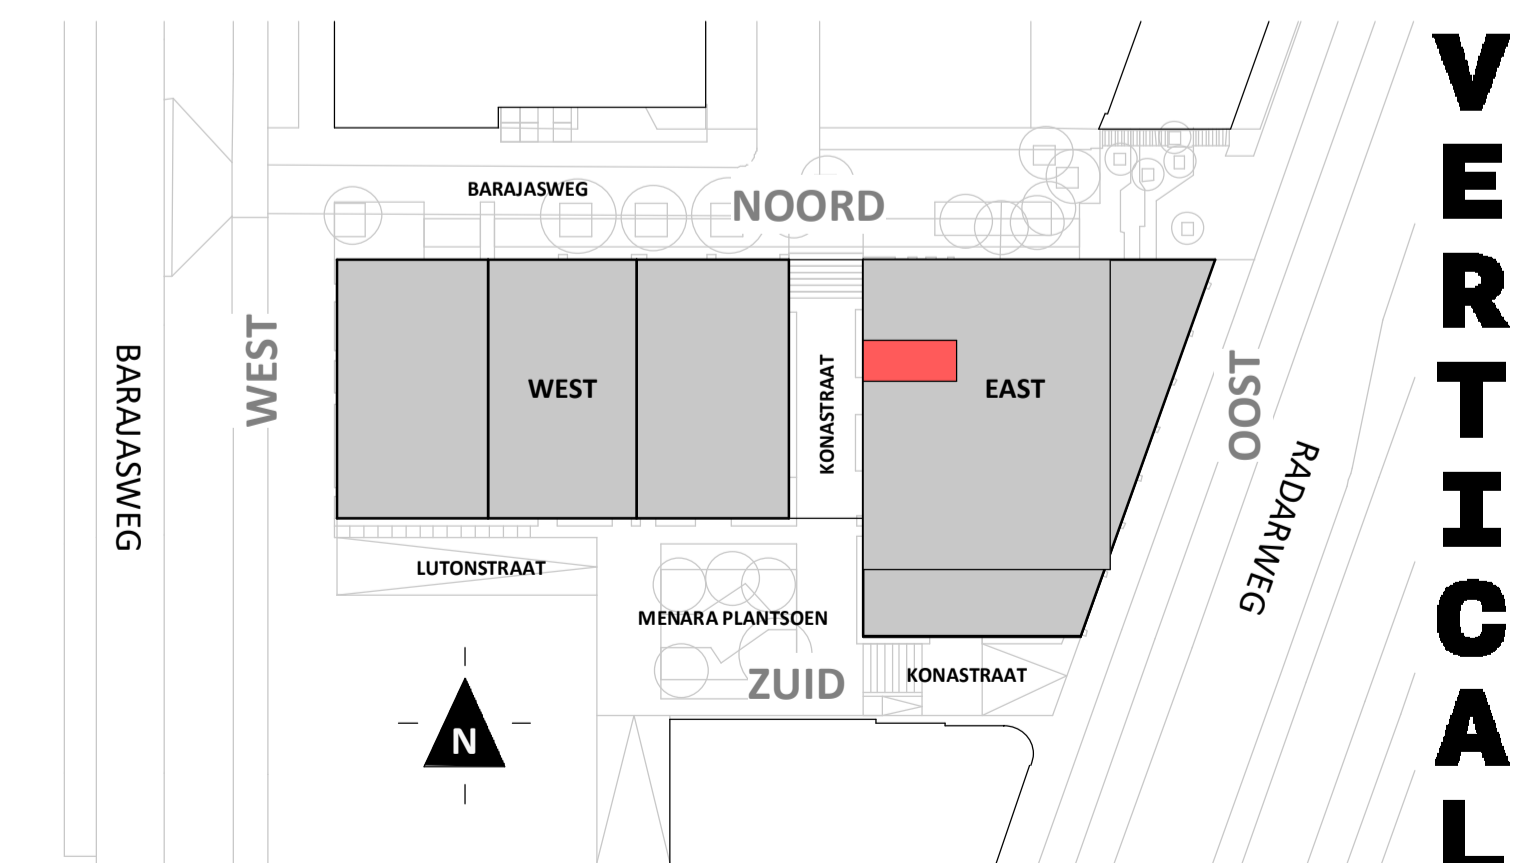 BARAJASWEG
NOORD
WEST
BARAJASWEG
WEST
KONASTRAAT
EAST
OOST
RADARWEG
LUTONSTRAAT
MENARA PLANTSOEN
ZUID
KONASTRAAT
N
VERTICAL